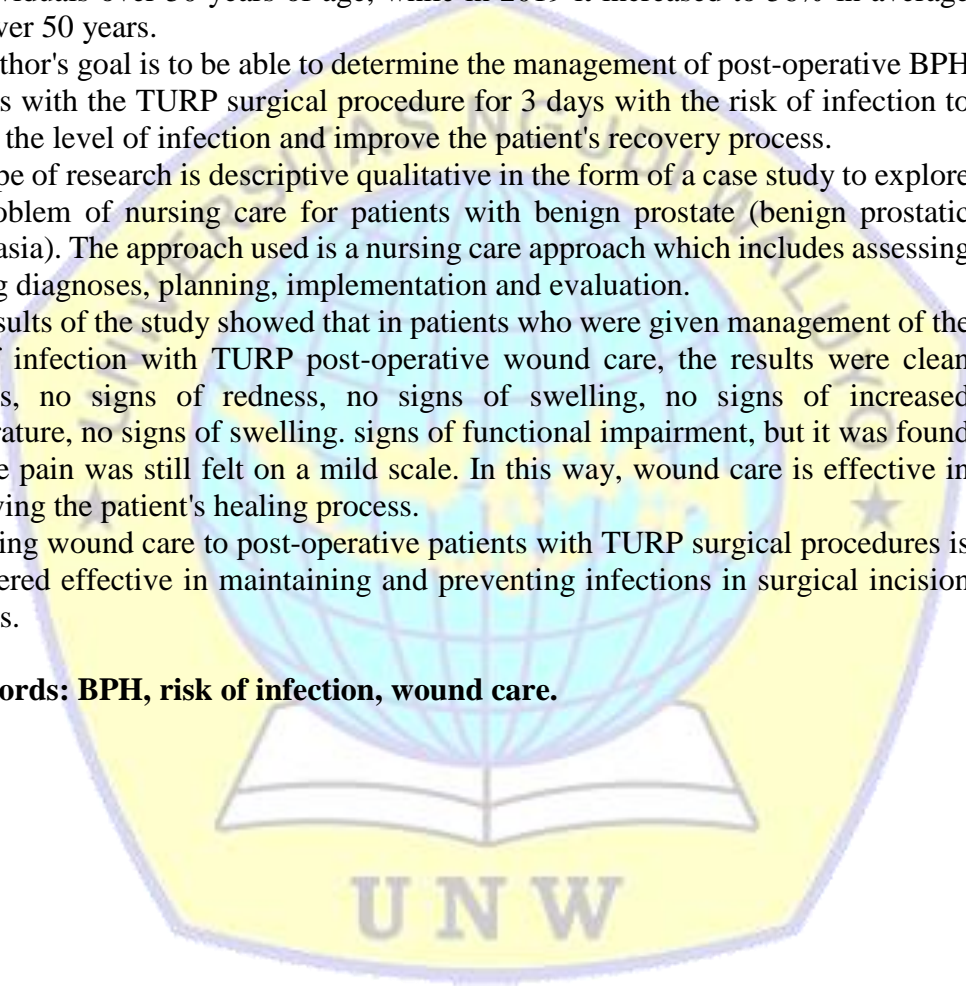 viduals over years of age, while in 2019 it increased to in average
ver 50 years.
thor's goal is to be able to determine the management of post-operative BPH
s with the TURP surgical procedure for 3 days with the risk of infection to
the level of infection and improve the patient's recovery process.
pe of research is descriptive qualitative in the form of a case study to explore
oblem of nursing care for patients with benign prostate (benign prostatic
asia). The approach used is a nursing care approach which includes assessing
g diagnoses, planning, implementation and evaluation.
sults of the study showed that in patients who were given management of the
f infection with TURP post-operative wound care, the results were clean
s, no signs of redness, no signs of swelling, no signs of increased
rature, no signs of swelling. signs of functional impairment, but it was found
e pain was still felt on a mild scale. In this way, wound care is effective in
ving the patient's healing process.
ing wound care to post-operative patients with TURP surgical procedures is
ered effective in maintaining and preventing infections in surgical incision
s.
ords: BPH, risk of infection, wound care.
UNIVERSITAS NGUDI WALUYO
UNW